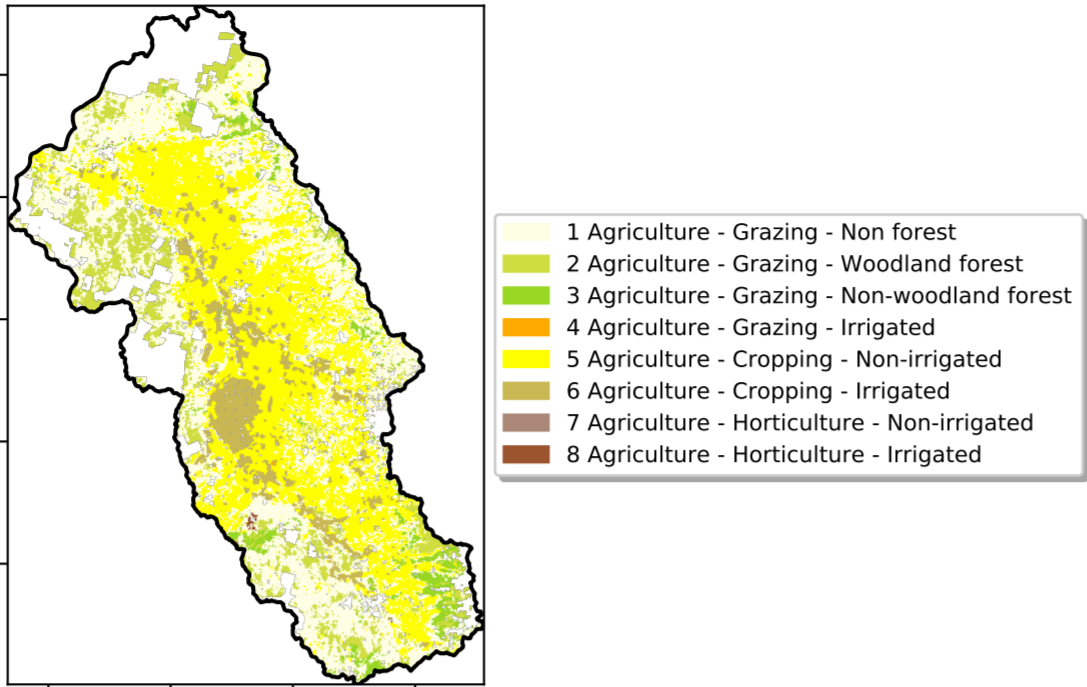 1 Agriculture - Grazing - Non forest
2 Agriculture - Grazing - Woodland forest
3 Agriculture - Grazing - Non-woodland forest
4 Agriculture - Grazing - Irrigated
5 Agriculture - Cropping - Non-irrigated
6 Agriculture - Cropping - Irrigated
7 Agriculture - Horticulture - Non-irrigated
8 Agriculture - Horticulture - Irrigated